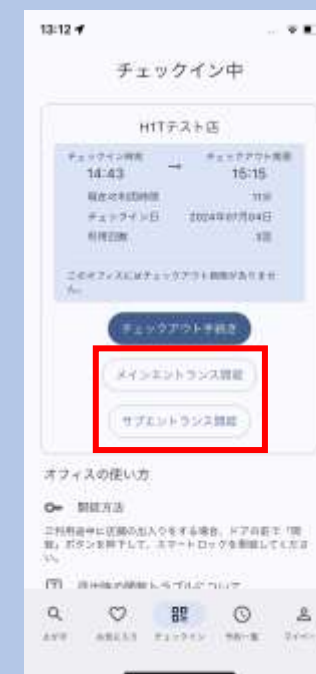 13:12
チェックイン中
H1Tテスト店
チェックイン時刻
チェックアウト期限
14:43
→
15:15
現在の利用時間
11分
チェックイン日
2024年07月04日
利用回数
1回
このオフィスにはチェックアウト期限がありませ
ん。
チェックアウト手続き
メインエントランス開錠
サブエントランス開錠
オフィスの使い方
開錠方法
ご利用途中に店舗の出入りをする場合、ドアの前で「開
錠」ボタンを押下して、スマートロックを開錠してくださ
い。
さがす
お気に入り
チェックイン
予約一覧